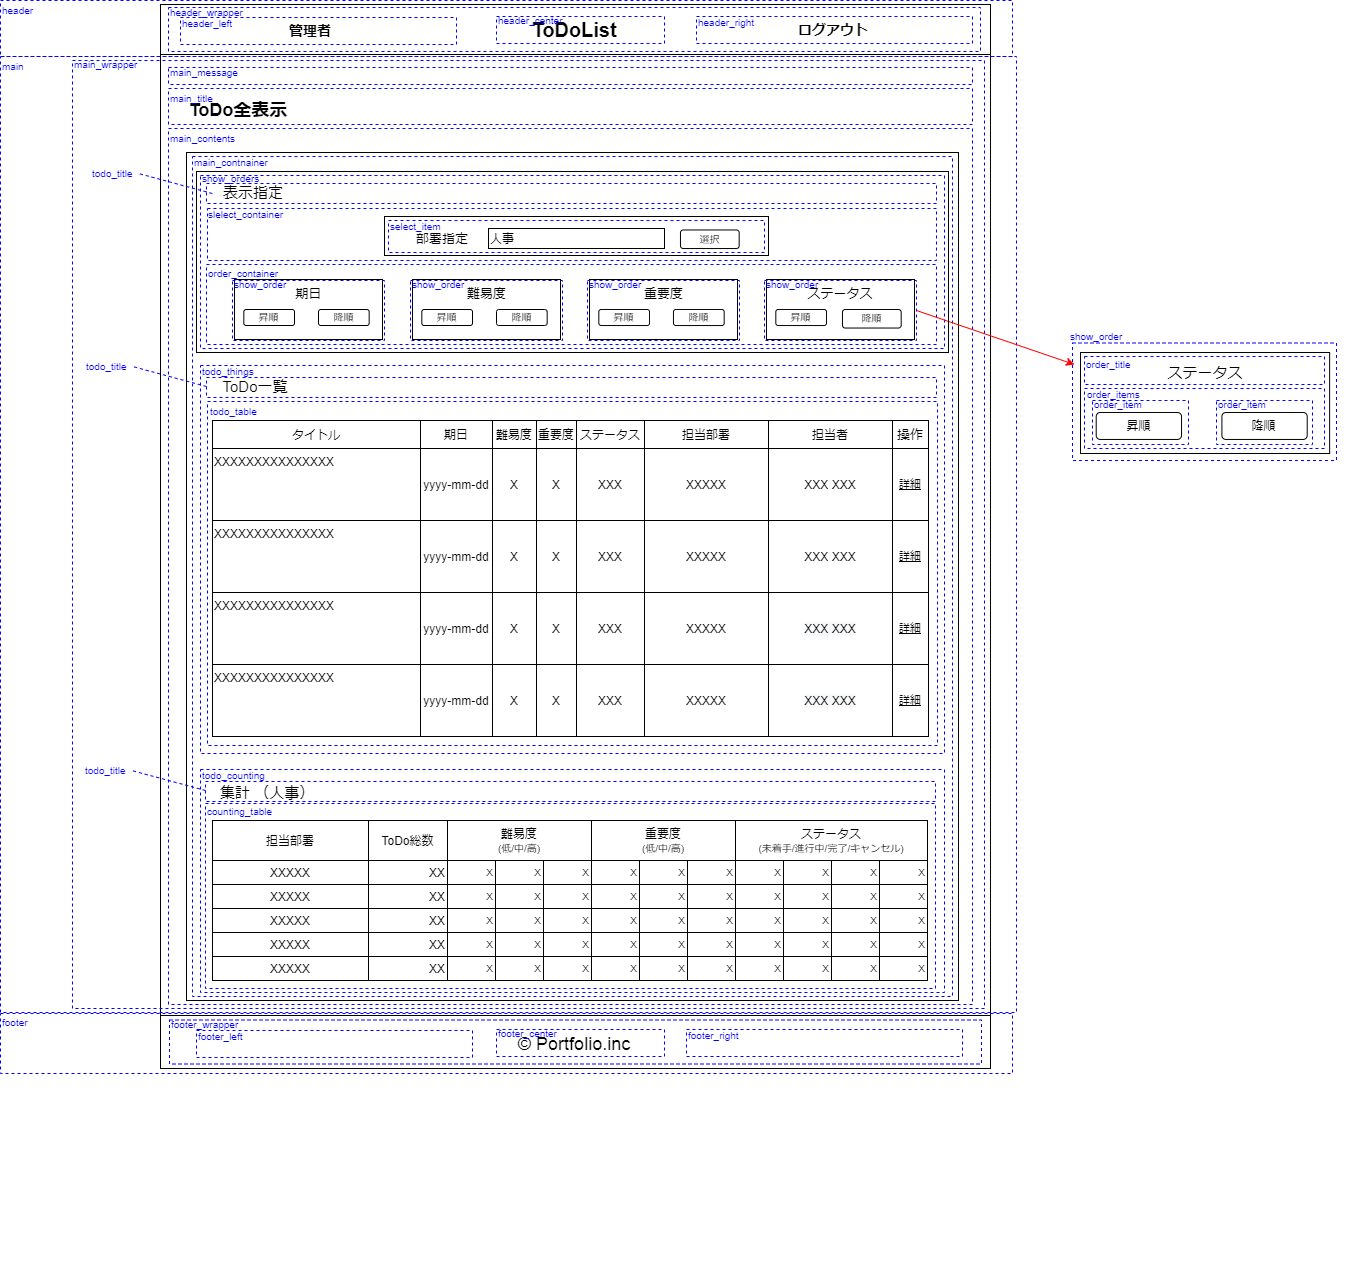 header
header_wrapper
header_left
管理者
header_center
ToDoList
header_right
ログアウト
main
main_wrapper
main_message
main_title
ToDo全表示
main_contents
main_contnainer
todo_title
show_orders
表示指定
slelect_container
select_item
部署指定
人事
選択
order_container
show_order
期日
昇順
降順
show_order
難易度
昇順
降順
show_order
重要度
昇順
降順
show_order
ステータス
昇順
降順
show_order
order_title
ステータス
order_items
order_item
昇順
order_item
降順
todo_title
todo_things
ToDo一覧
todo_table
タイトル 期日 難易度 重要度 ステータス 担当部署 担当者 操作
XXXXXXXXXXXXXXX
yyyy-mm-dd X X XXX XXXXX XXX XXX 詳細
XXXXXXXXXXXXXXX
yyyy-mm-dd X X XXX XXXXX XXX XXX 詳細
XXXXXXXXXXXXXXX
yyyy-mm-dd X X XXX XXXXX XXX XXX 詳細
XXXXXXXXXXXXXXX
yyyy-mm-dd X X XXX XXXXX XXX XXX 詳細
todo_title
todo_counting
集計 （人事）
counting_table
担当部署 ToDo総数 難易度 重要度 ステータス
(低/中/高) (低/中/高) (未着手/進行中/完了/キャンセル)
XXXXX XX X X X X X X X X X X
XXXXX XX X X X X X X X X X X
XXXXX XX X X X X X X X X X X
XXXXX XX X X X X X X X X X X
XXXXX XX X X X X X X X X X X
footer
footer_wrapper
footer_left
footer_center
© Portfolio.inc
footer_right